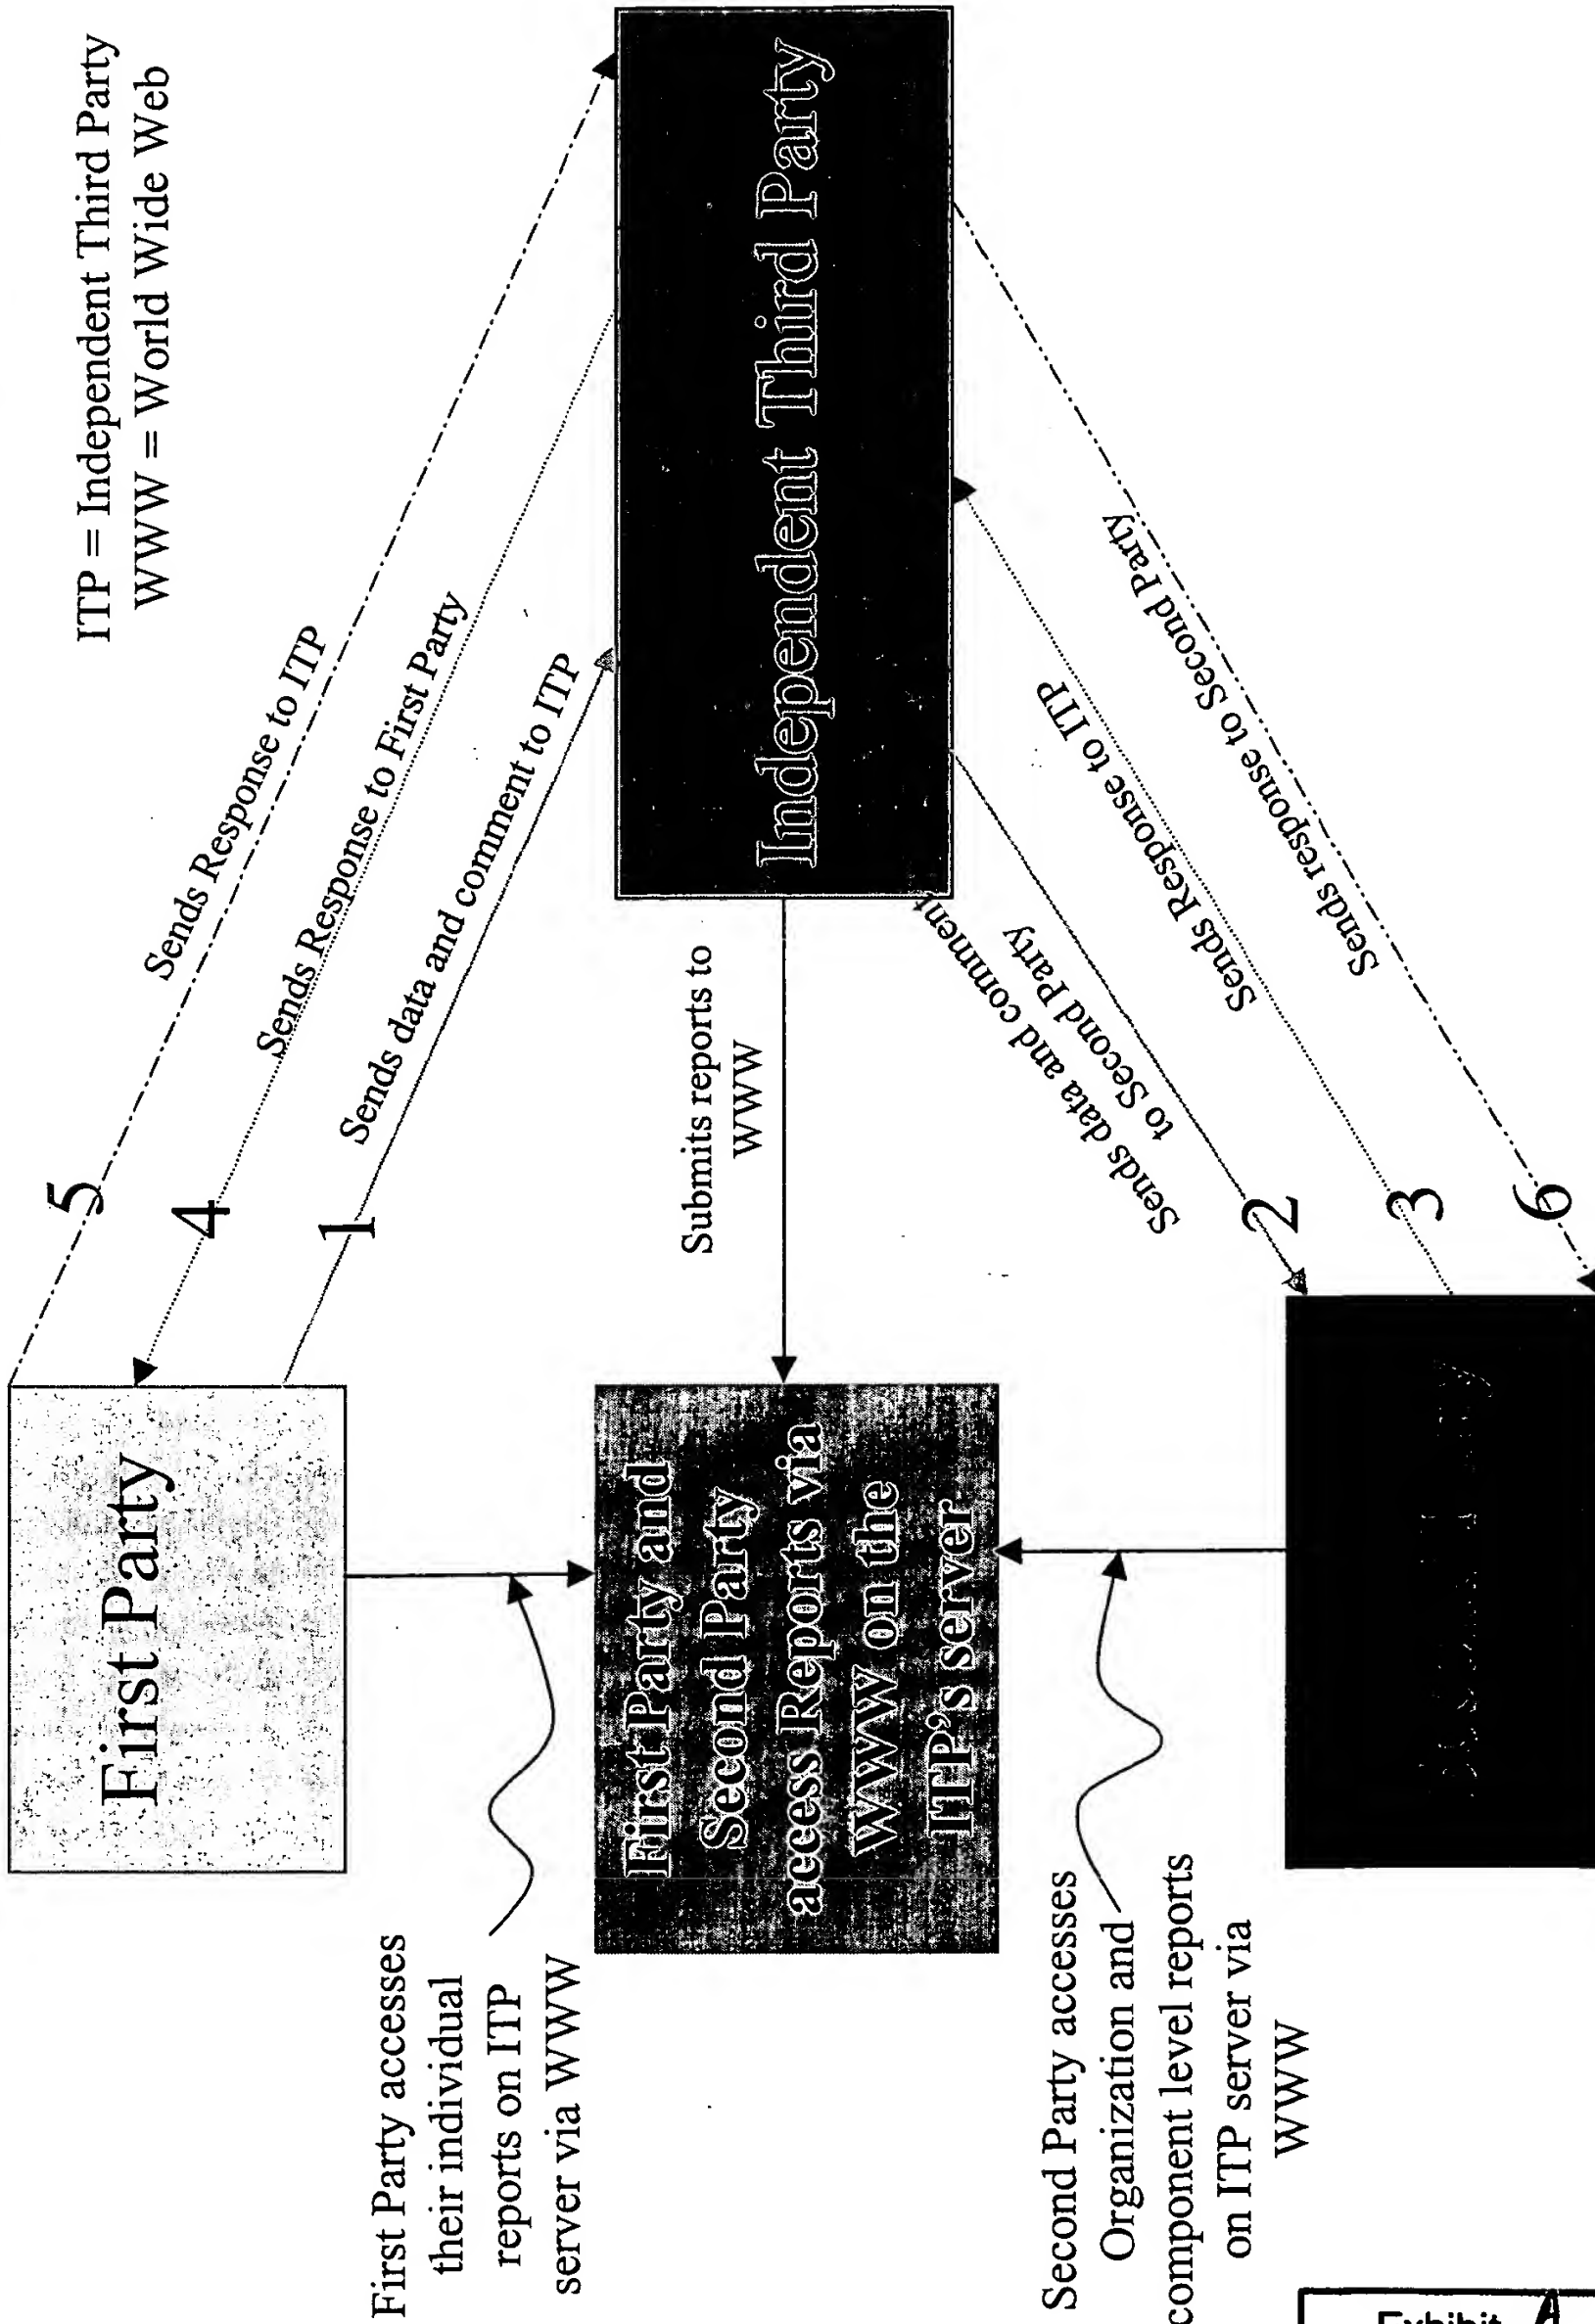 ITP = Independent Third Party
WWW = World Wide Web
First Party
5
Sends Response to ITP
4
Sends Response to First Party
1
Sends data and comment to ITP
First Party accesses
their individual
reports on ITP
server via WWW
First Party and
Second Party
access Reports via
WWW on the
ITP's server
Submits reports to
WWW
Independent Third Party
Second Party accesses
Organization and
component level reports
on ITP server via
WWW
Sends data and comment
to Second Party
2
Sends Response to ITP
3
Sends response to Second Party
6
Exhibit A